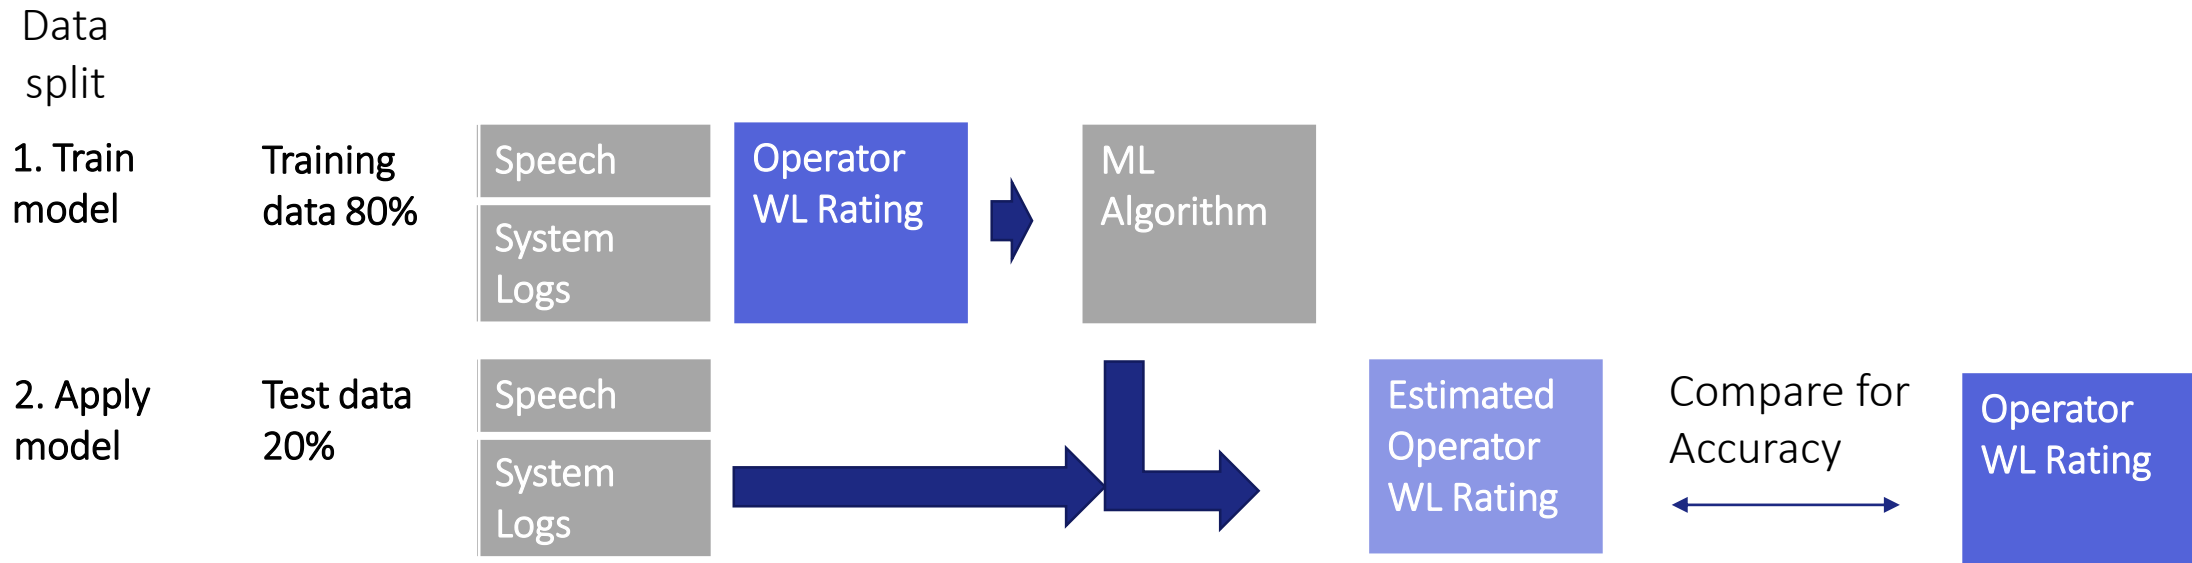 Data
split
1. Train
model
Training
data 80%
Speech
System
Logs
Operator
WL Rating
ML
Algorithm
2. Apply
model
Test data
20%
Speech
System
Logs
Estimated
Operator
WL Rating
Compare for
Accuracy
Operator
WL Rating